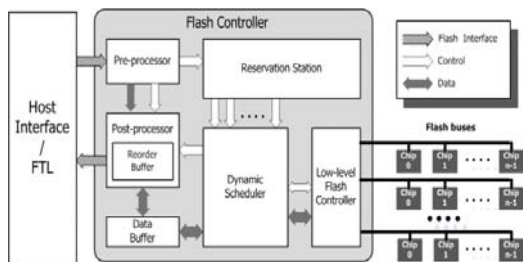 Flash Controller
Pre-processor
Reservation Station
Host
Interface
/
FTL
Post-processor
Reorder
Buffer
Data
Buffer
Dynamic
Scheduler
Low-level
Flash
Controller
Flash Interface
Control
Data
Flash buses
Chip
0
Chip
1
Chip
n-1
Chip
0
Chip
1
Chip
n-1
Chip
0
Chip
1
Chip
n-1